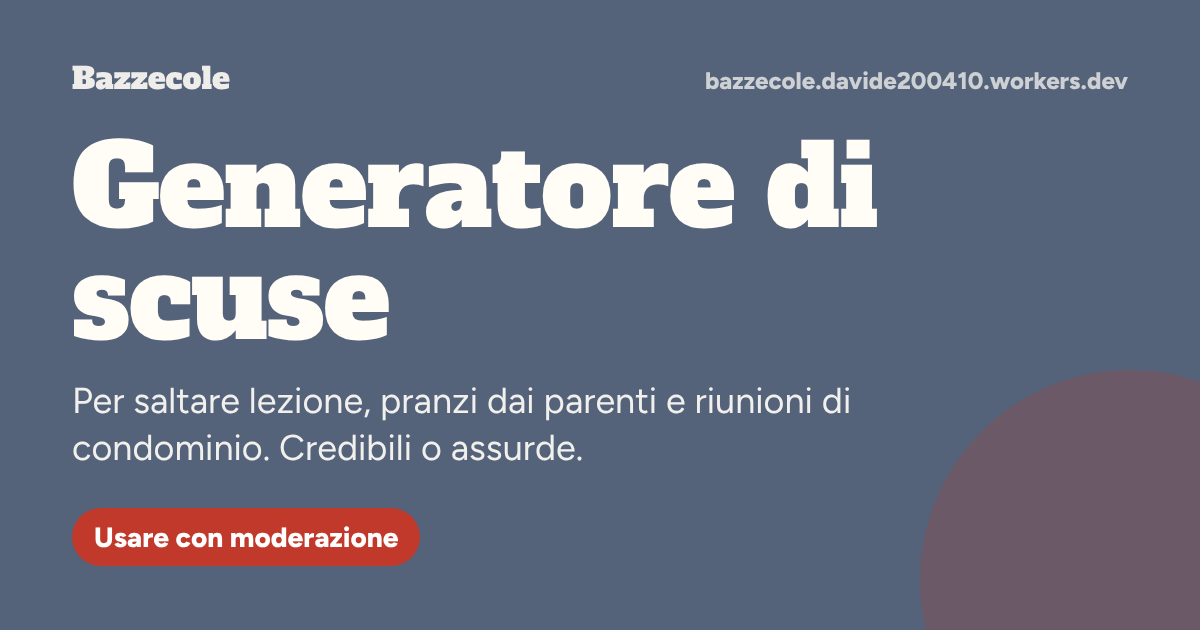 Bazzecole
bazzecole.davide200410.workers.dev
Generatore di
scuse
Per saltare lezione, pranzi dai parenti e riunioni di
condominio. Credibili o assurde.
Usare con moderazione